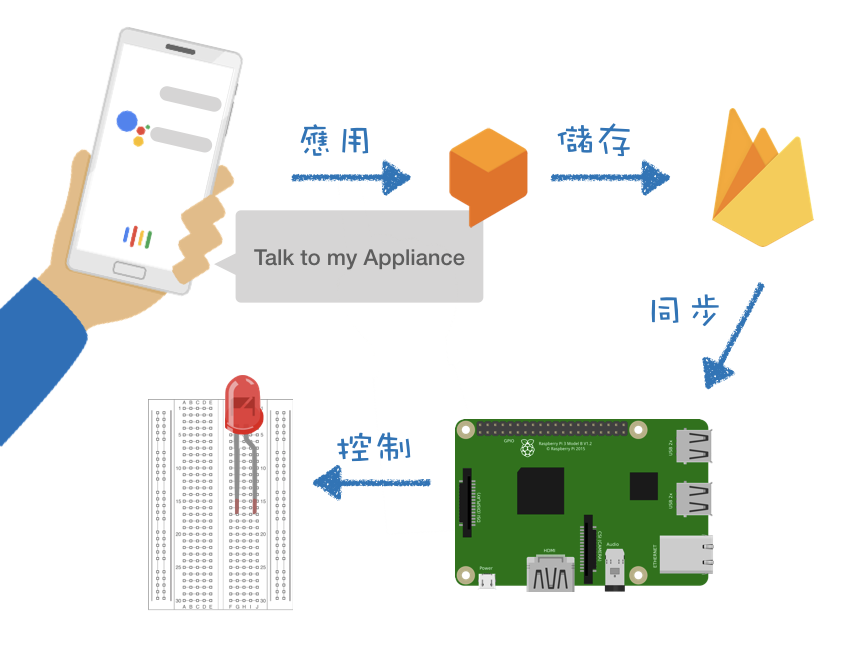 應用
儲存
Talk to my Appliance
同步
控制
A B C D E
1
5
10
15
20
25
30
A B C D E
F G H I J
GPIO
Raspberry Pi 3 Model B V1.2
© Raspberry Pi 2015
USB 2x
USB 2x
ETHERNET
DSI (DISPLAY)
CSI (CAMERA)
Audio
HDMI
Power